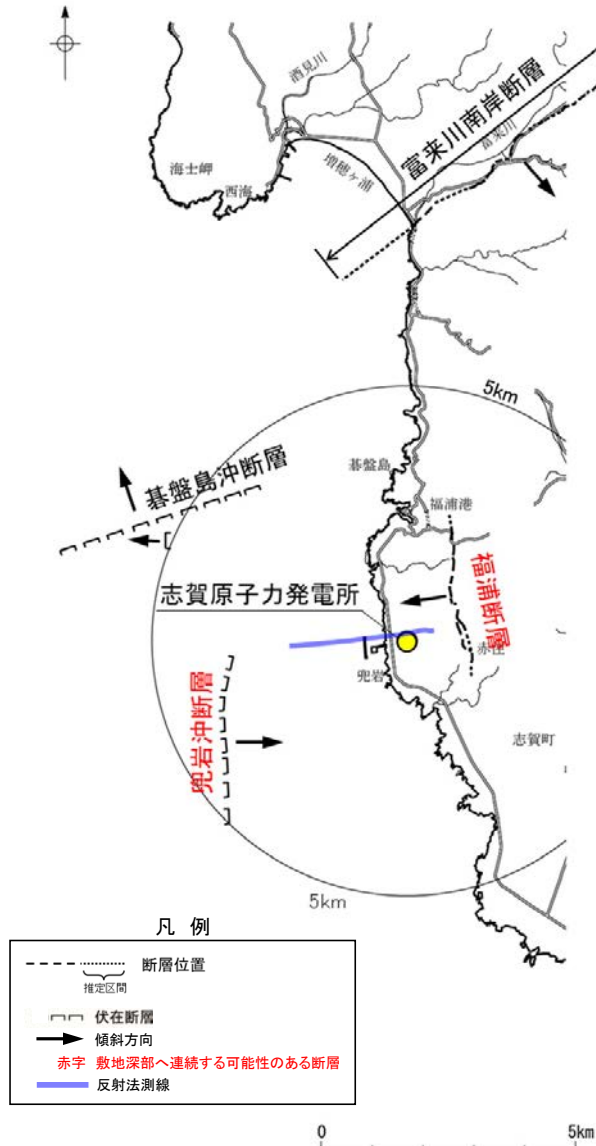 酒見川
富来川南岸断層
富来川
増穂ヶ浦
海士岬
西海
5km
碁盤島
碁盤島沖断層
福浦港
志賀原子力発電所
福浦断層
赤住
兜岩
兜岩沖断層
志賀町
5km
凡 例
断層位置
推定区間
伏在断層
傾斜方向
赤字 敷地深部へ連続する可能性のある断層
反射法測線
0 5km